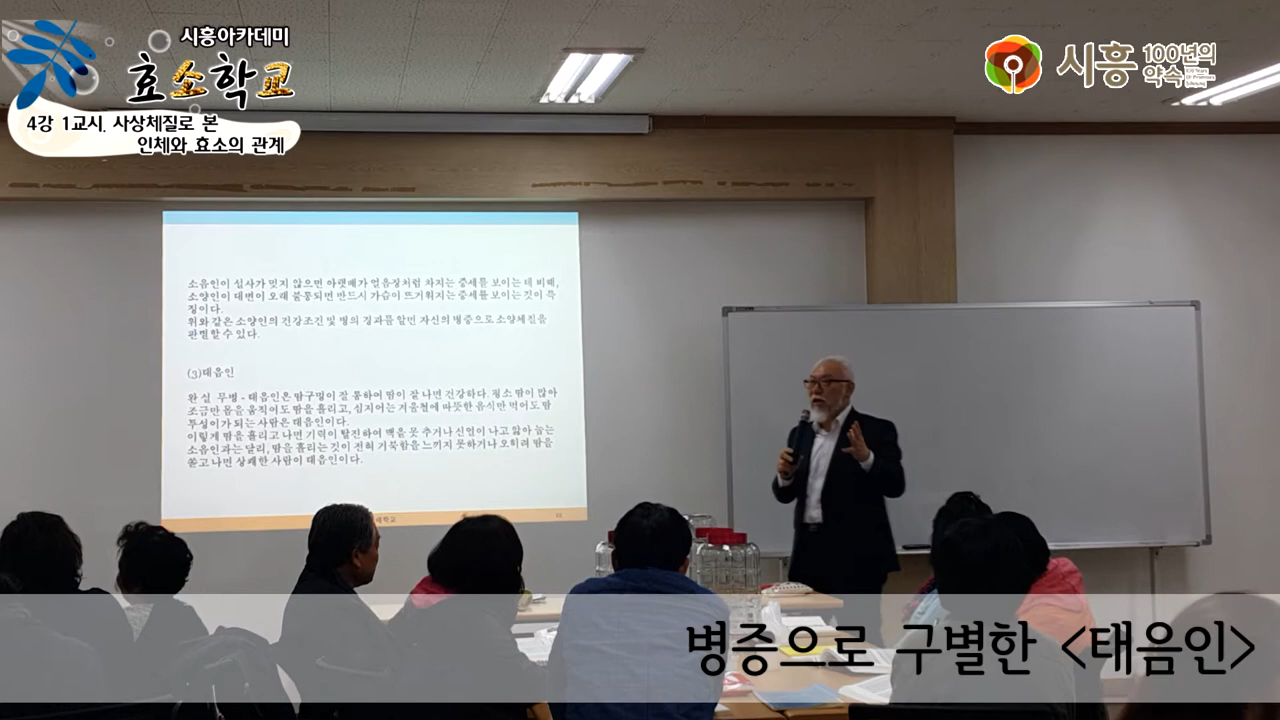 시흥아카데미
효소학교
4강 1교시. 사상체질로 본
인체와 효소의 관계
시흥
100년의
약속
소음인이 설사가 멎지 않으면 아랫배가 얼음장처럼 차지는 증세를 보이는 데 비해,
소양인이 대변이 오래 불통되면 반드시 가슴이 뜨거워지는 증세를 보이는 것이 특
징이다.
위와 같은 소양인의 건강조건 및 병의 경과를 알면 자신의 병증으로 소양체질을
판별할 수 있다.
(3)태음인
완실 무병 - 태음인은 땀구멍이 잘 통하여 땀이 잘 나면 건강하다. 평소 땀이 많아
조금만 몸을 움직여도 땀을 흘리고, 심지어는 겨울철에 따뜻한 음식만 먹어도 땀
투성이가 되는 사람은 태음인이다.
이렇게 땀을 흘리고 나면 기력이 탈진하여 맥을 못 추거나 신열이 나고 앓아 눕는
소음인과는 달리, 땀을 흘리는 것이 전혀 거북함을 느끼지 못하거나 오히려 땀을
쏟고 나면 상쾌한 사람이 태음인이다.
병증으로 구별한 <태음인>